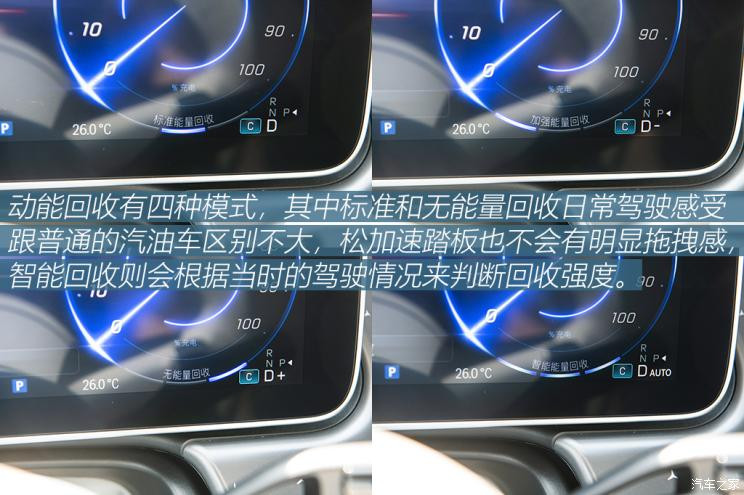 10 90
0 100
%充电
标准能量回收
R
N P◄
26.0℃ C D
P
10 90
0 100
%充电
加强能量回收
R
N P◄
26.0℃ C D-
P
动能回收有四种模式，其中标准和无能量回收日常驾驶感受
跟普通的汽油车区别不大，松加速踏板也不会有明显拖拽感，
智能回收则会根据当时的驾驶情况来判断回收强度。
10
0 100
%充电
无能量回收
R
N P◄
26.0℃ C D+
P
90
0 100
%充电
智能能量回收
R
N P◄
26.0℃ C D AUTO
P
汽车之家